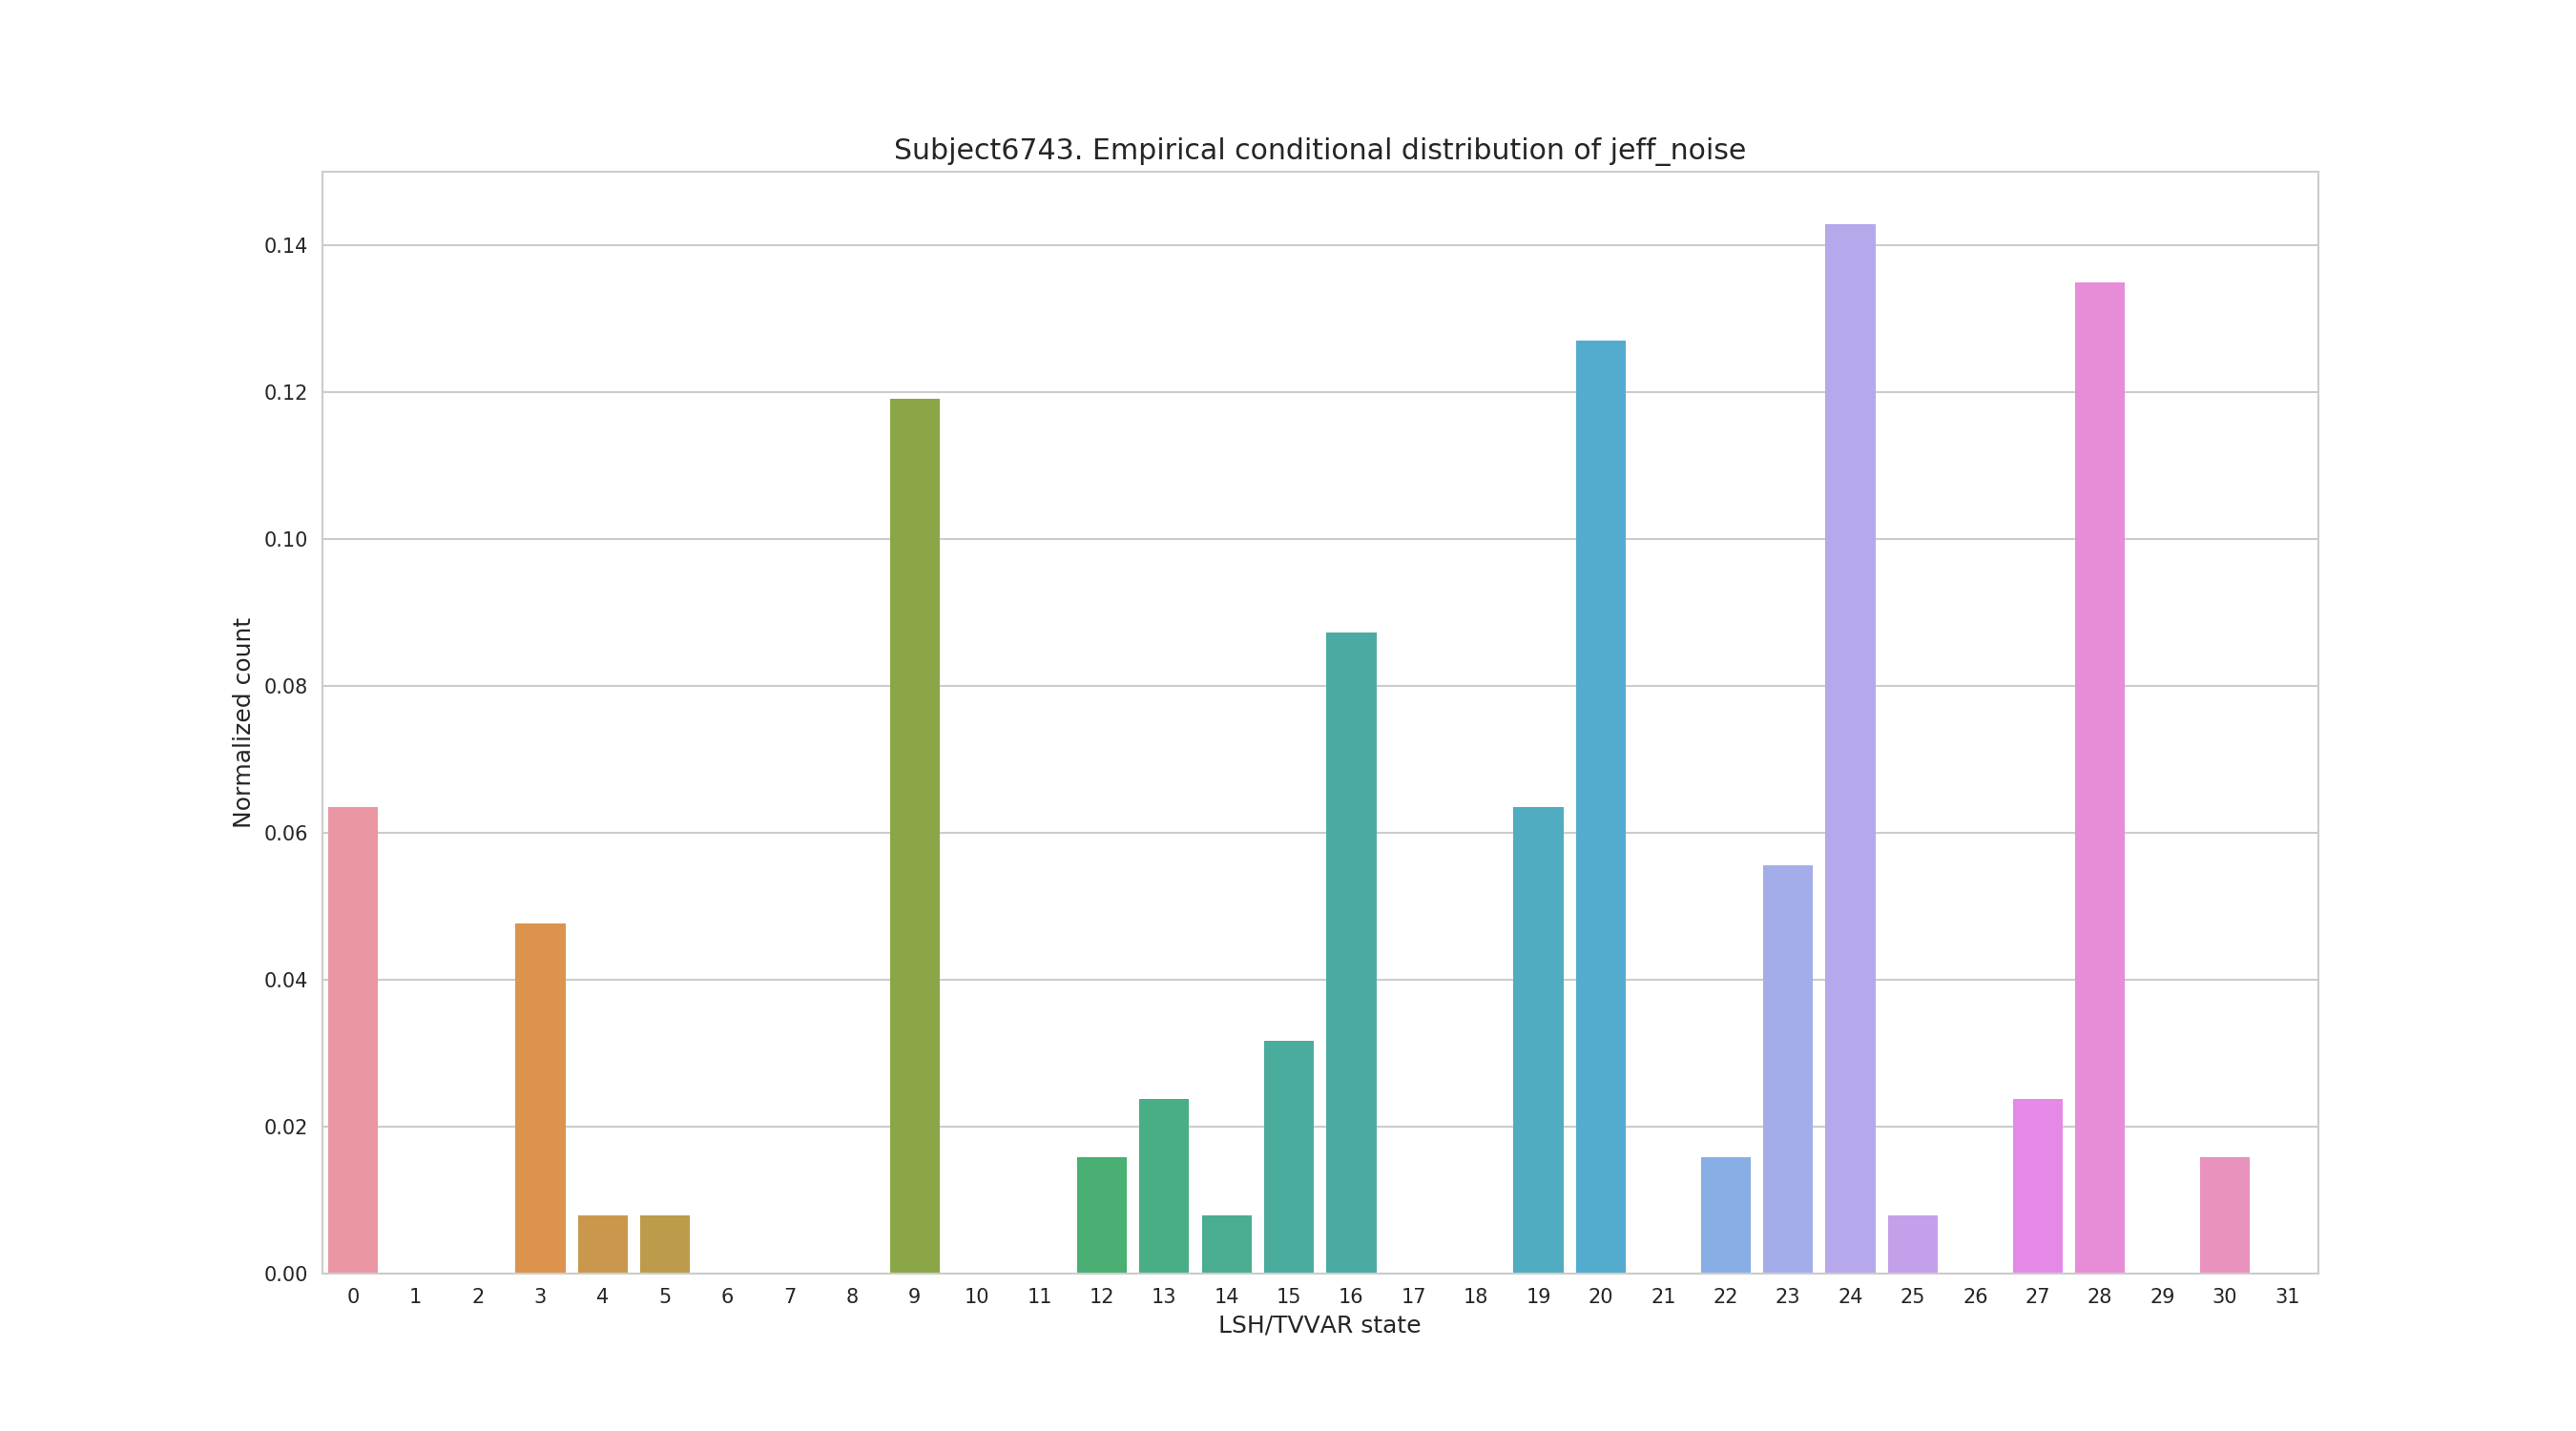 Subject6743. Empirical conditional distribution of jeff_noise
0.14
0.12
0.10
0.08
0.06
0.04
0.02
0.00
Normalized count
0 1 2 3 4 5 6 7 8 9 10 11 12 13 14 15 16 17 18 19 20 21 22 23 24 25 26 27 28 29 30 31
LSH/TVVAR state